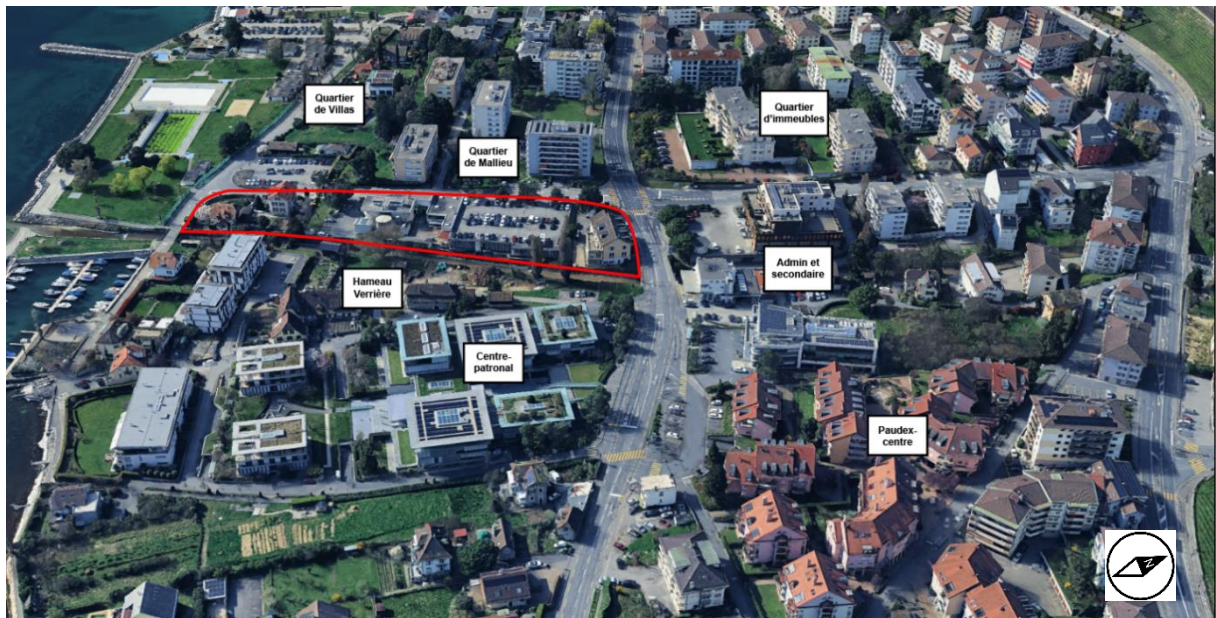 Quartier
de Villas
Quartier
d'immeubles
Quartier
de Mallieu
Admin et
secondaire
Hameau
Verrière
Centre-
patronal
Paudex-
centre
N